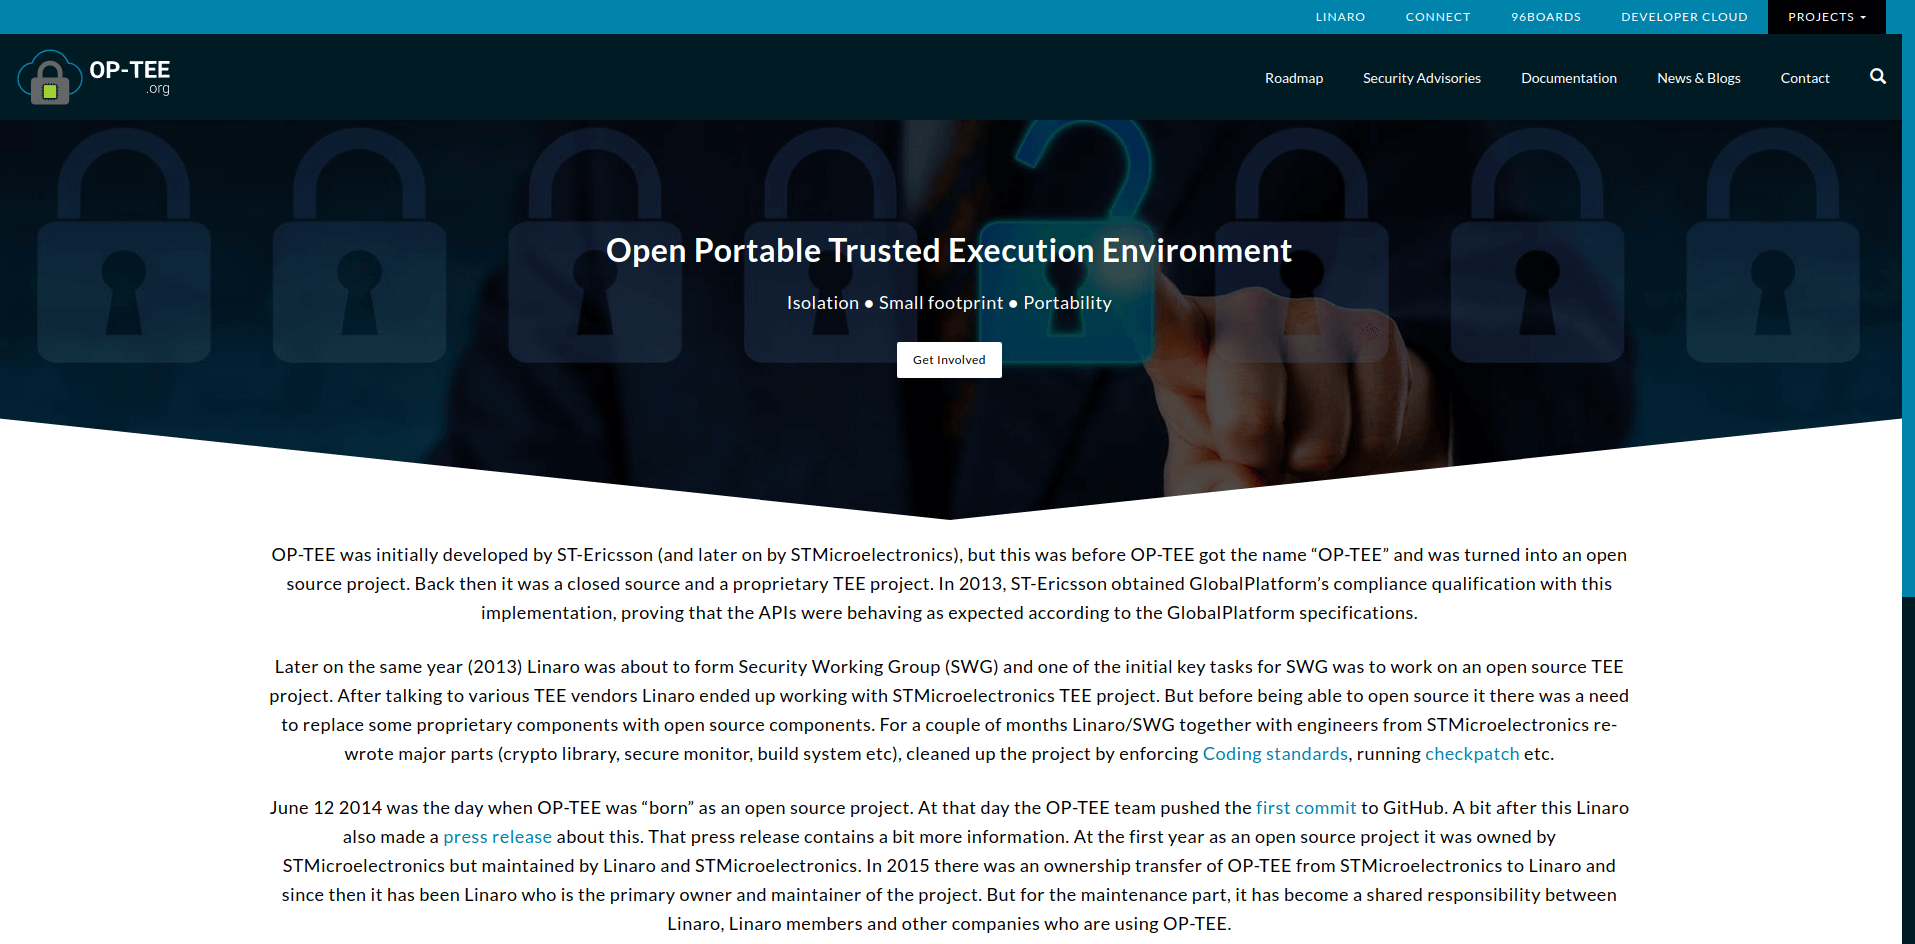 LINARO CONNECT 96BOARDS DEVELOPER CLOUD PROJECTS
OP-TEE
.org
Roadmap Security Advisories Documentation News & Blogs Contact
Open Portable Trusted Execution Environment
Isolation ● Small footprint ● Portability
Get Involved
OP-TEE was initially developed by ST-Ericsson (and later on by STMicroelectronics), but this was before OP-TEE got the name “OP-TEE” and was turned into an open
source project. Back then it was a closed source and a proprietary TEE project. In 2013, ST-Ericsson obtained GlobalPlatform’s compliance qualification with this
implementation, proving that the APIs were behaving as expected according to the GlobalPlatform specifications.
Later on the same year (2013) Linaro was about to form Security Working Group (SWG) and one of the initial key tasks for SWG was to work on an open source TEE
project. After talking to various TEE vendors Linaro ended up working with STMicroelectronics TEE project. But before being able to open source it there was a need
to replace some proprietary components with open source components. For a couple of months Linaro/SWG together with engineers from STMicroelectronics re-
wrote major parts (crypto library, secure monitor, build system etc), cleaned up the project by enforcing Coding standards, running checkpatch etc.
June 12 2014 was the day when OP-TEE was “born” as an open source project. At that day the OP-TEE team pushed the first commit to GitHub. A bit after this Linaro
also made a press release about this. That press release contains a bit more information. At the first year as an open source project it was owned by
STMicroelectronics but maintained by Linaro and STMicroelectronics. In 2015 there was an ownership transfer of OP-TEE from STMicroelectronics to Linaro and
since then it has been Linaro who is the primary owner and maintainer of the project. But for the maintenance part, it has become a shared responsibility between
Linaro, Linaro members and other companies who are using OP-TEE.